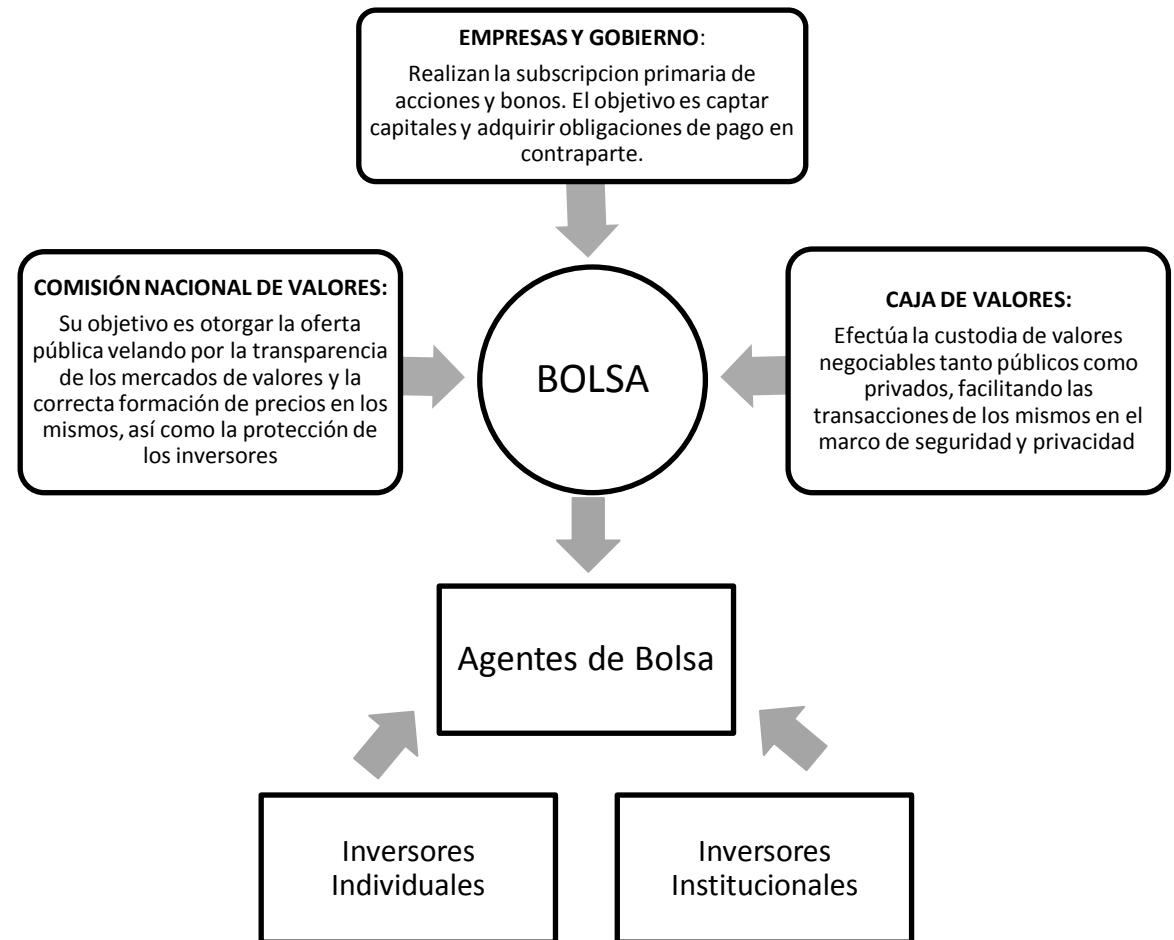 EMPRESAS Y GOBIERNO:
Realizan la subscripcion primaria de
acciones y bonos. El objetivo es captar
capitales y adquirir obligaciones de pago en
contraparte.
COMISIÓN NACIONAL DE VALORES:
Su objetivo es otorgar la oferta
pública velando por la transparencia
de los mercados de valores y la
correcta formación de precios en los
mismos, así como la protección de
los inversores
BOLSA
CAJA DE VALORES:
Efectúa la custodia de valores
negociables tanto públicos como
privados, facilitando las
transacciones de los mismos en el
marco de seguridad y privacidad
Agentes de Bolsa
Inversores
Individuales
Inversores
Institucionales